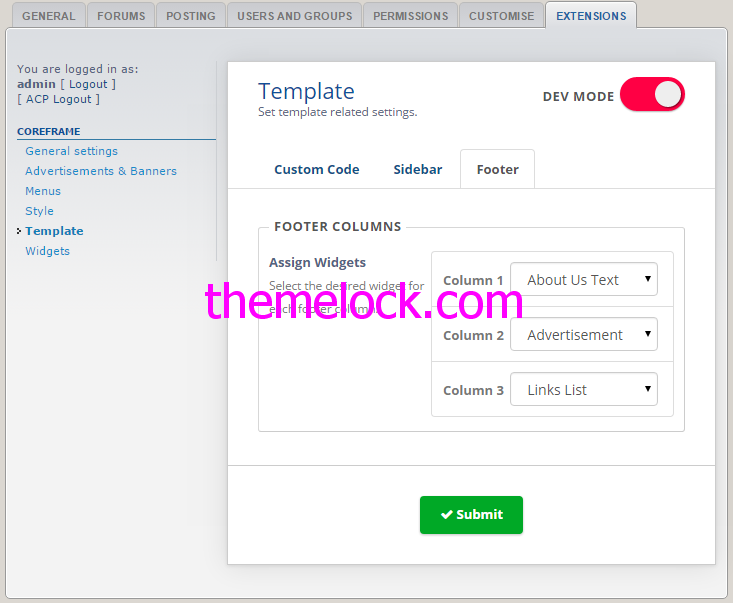 GENERAL FORUMS POSTING USERS AND GROUPS PERMISSIONS CUSTOMISE EXTENSIONS
You are logged in as:
admin [ Logout ]
[ ACP Logout ]
COREFRAME
General settings
Advertisements & Banners
Menus
Style
Template
Widgets
Template
Set template related settings.
DEV MODE
Custom Code Sidebar Footer
FOOTER COLUMNS
Assign Widgets
Select the desired widget for
each footer column.
themelock.com
Column 1 About Us Text
Column 2 Advertisement
Column 3 Links List
Submit